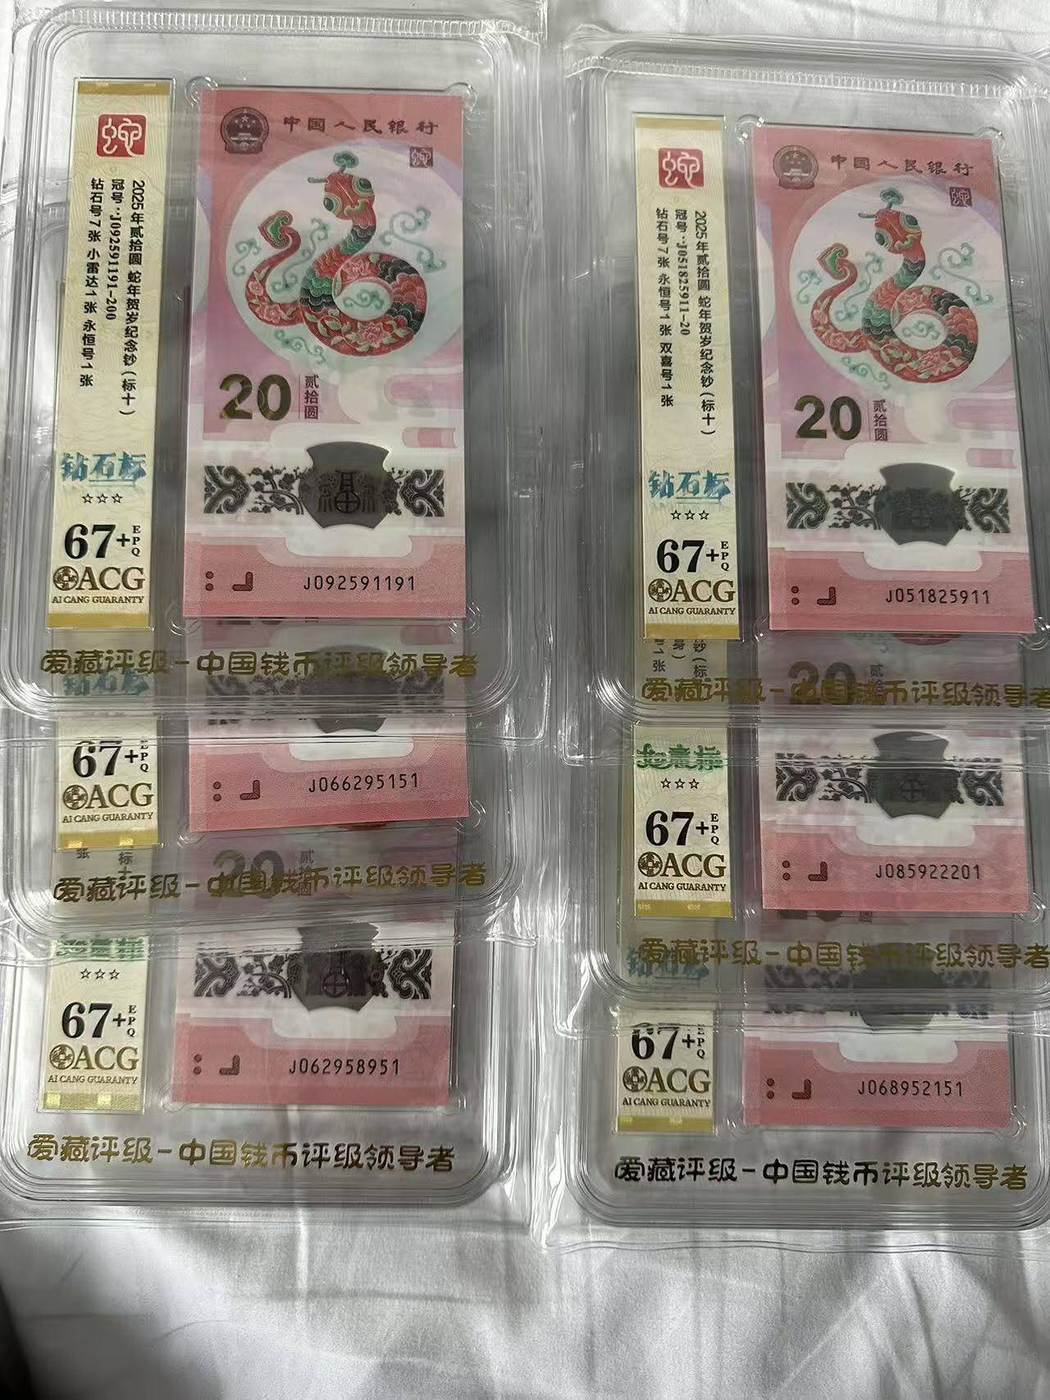 蛇
2025年贰拾圆 蛇年贺岁纪念钞(标十)
冠号:J092591191-200
钻石号7张 小雷达1张 永恒号1张
钻石标
☆☆☆
67+ EPQ
ACG
AI CANG GUARANTY
中国人民银行
蛇
20 贰拾圆
J092591191
爱藏评级-中国钱币评级领导者
67+ EPQ
ACG
AI CANG GUARANTY
J066295151
张
20 贰
爱藏评级-中国钱币评级领导者
☆☆☆
67+ EPQ
ACG
AI CANG GUARANTY
J062958951
爱藏评级-中国钱币评级领导者
蛇
2025年贰拾圆 蛇年贺岁纪念钞(标十)
冠号:J051825911-20
钻石号7张 永恒号1张 双喜号1张
钻石标
☆☆☆
67+ EPQ
ACG
AI CANG GUARANTY
中国人民银行
蛇
20 贰拾圆
J051825911
20 贰
爱藏评级-中国钱币评级领导者
☆☆☆
67+ EPQ
ACG
AI CANG GUARANTY
J085922201
爱藏评级-中国钱币评级领导者
67+ EPQ
ACG
AI CANG GUARANTY
J068952151
爱藏评级-中国钱币评级领导者